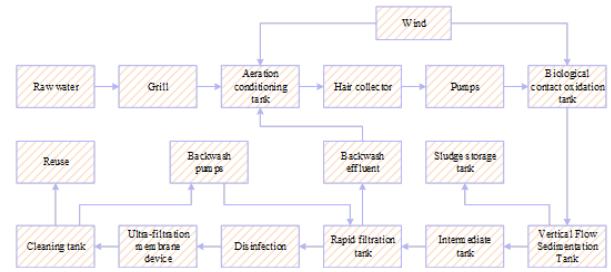 Wind
Raw water
Grill
Aeration
conditioning
tank
Hair collector
Pumps
Biological
contact oxidation
tank
Reuse
Backwash
pumps
Backwash
effluent
Sludge storage
tank
Cleaning tank
Ultra-filtration
membrane
device
Disinfection
Rapid filtration
tank
Intermediate
tank
Vertical Flow
Sedimentation
Tank